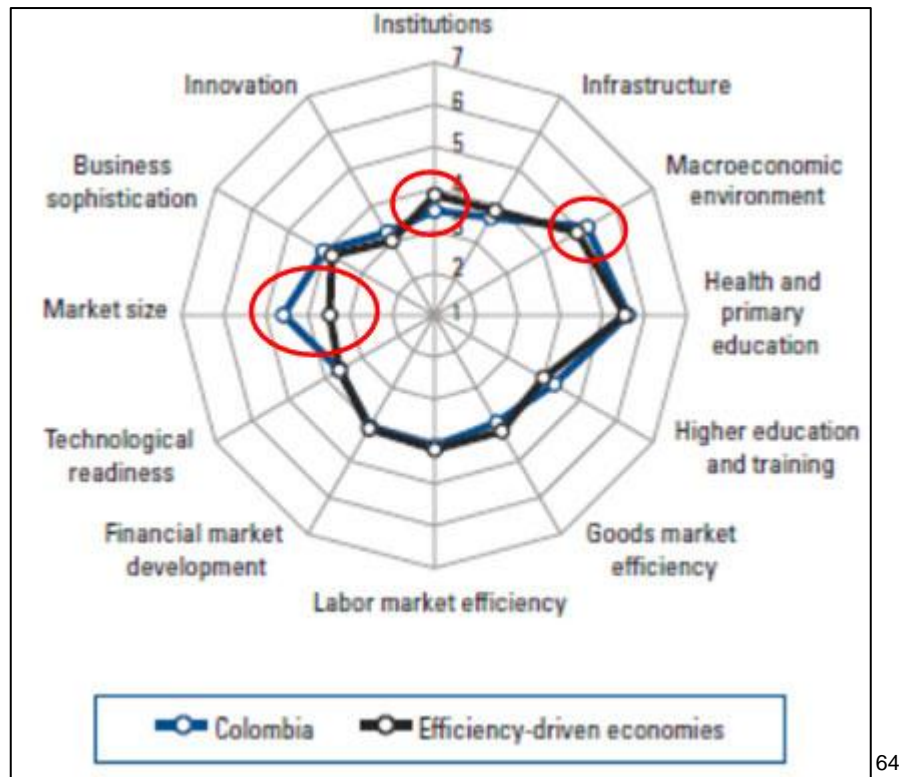 Institutions
7
Innovation
Infrastructure
6
5
Business
sophistication
Macroeconomic
environment
4
3
2
Market size
1
Health and
primary
education
Technological
readiness
Higher education
and training
Financial market
development
Goods market
efficiency
Labor market efficiency
Colombia
Efficiency-driven economies
64